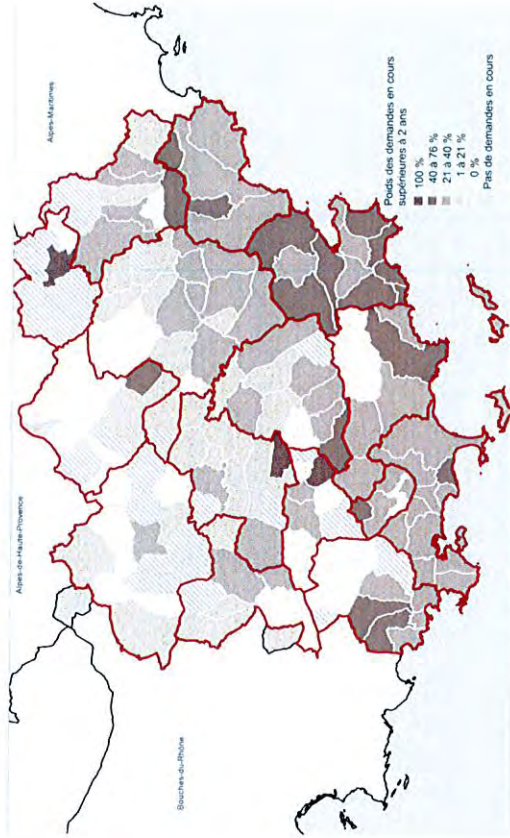 Alpes-de-Haute-Provence
Alpes-Maritimes
Bouches-du-Rhône
Poids des demandes en cours
supérieures à 2 ans
100 %
40 à 76 %
21 à 40 %
1 à 21 %
0 %
Pas de demandes en cours